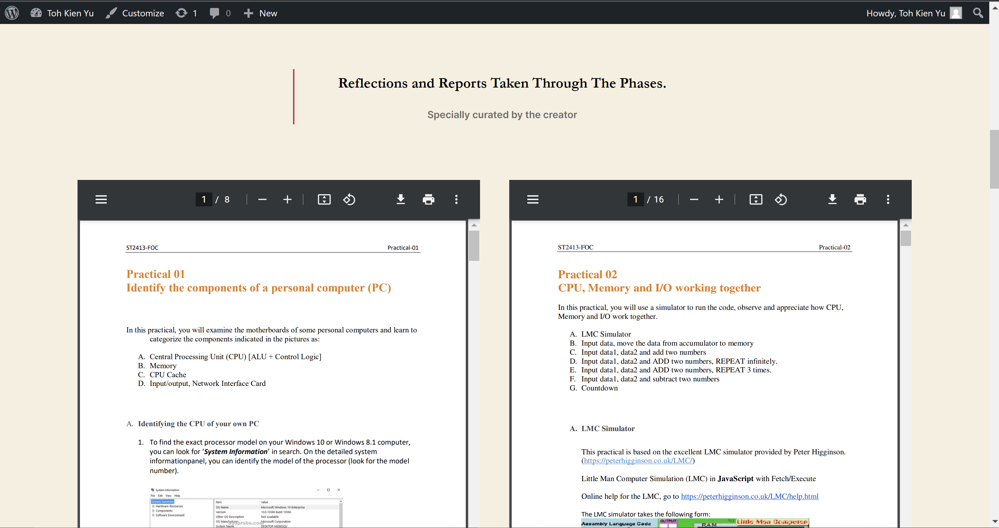 Toh Kien Yu Customize 1 0 New Howdy, Toh Kien Yu
Reflections and Reports Taken Through The Phases.
Specially curated by the creator
1 / 8
ST2413-FOC Practical-01
Practical 01
Identify the components of a personal computer (PC)
In this practical, you will examine the motherboards of some personal computers and learn to
categorize the components indicated in the pictures as:
A. Central Processing Unit (CPU) [ALU + Control Logic]
B. Memory
C. CPU Cache
D. Input/output, Network Interface Card
A. Identifying the CPU of your own PC
1. To find the exact processor model on your Windows 10 or Windows 8.1 computer,
you can look for ‘System Information’ in search. On the detailed system
informationpanel, you can identify the model of the processor (look for the model
number).
System Information
File Edit View Help
System Summary
Hardware Resources
Components
Software Environment
Item Value
OS Name Microsoft Windows 10 Enterprise
Version 10.0.10586 Build 10586
Other OS Description Not Available
OS Manufacturer Microsoft Corporation
System Name DESKTOP-H93KOQV
sysprobs.com
1 / 16
ST2413-FOC Practical-02
Practical 02
CPU, Memory and I/O working together
In this practical, you will use a simulator to run the code, observe and appreciate how CPU,
Memory and I/O work together.
A. LMC Simulator
B. Input data, move the data from accumulator to memory
C. Input data1, data2 and add two numbers
D. Input data1, data2 and ADD two numbers, REPEAT infinitely.
E. Input data1, data2 and ADD two numbers, REPEAT 3 times.
F. Input data1, data2 and subtract two numbers
G. Countdown
A. LMC Simulator
This practical is based on the excellent LMC simulator provided by Peter Higginson.
(https://peterhigginson.co.uk/LMC/)
Little Man Computer Simulation (LMC) in JavaScript with Fetch/Execute
Online help for the LMC, go to https://peterhigginson.co.uk/LMC/help.html
The LMC simulator takes the following form:
Assembly Language Code OUTPUT RAM Little Man Computer